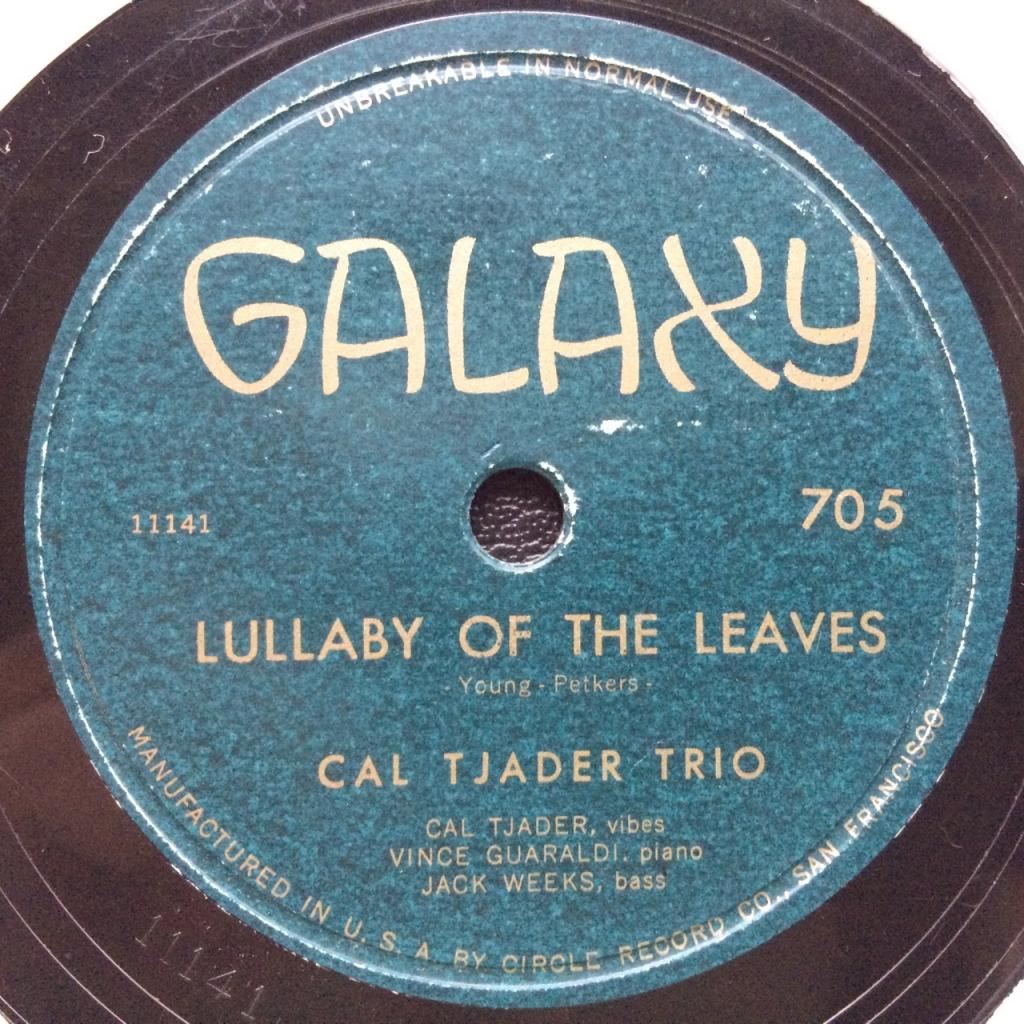 UNBREAKABLE IN NORMAL USE
GALAXY
11141
705
LULLABY OF THE LEAVES
- Young - Petkers -
CAL TJADER TRIO
CAL TJADER, vibes
VINCE GUARALDI, piano
JACK WEEKS, bass
MANUFACTURED IN U. S. A. BY CIRCLE RECORD CO., SAN FRANCISCO
11141